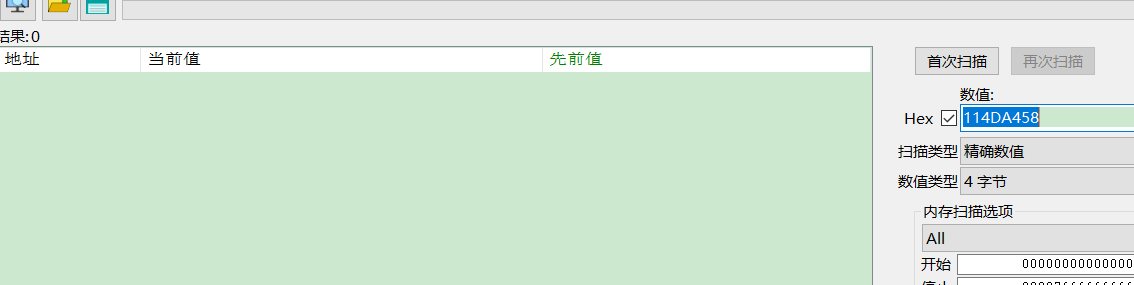 结果:0
地址 当前值 先前值
首次扫描 再次扫描
数值:
Hex 114DA458
扫描类型 精确数值
数值类型 4 字节
内存扫描选项
All
开始 00000000000000